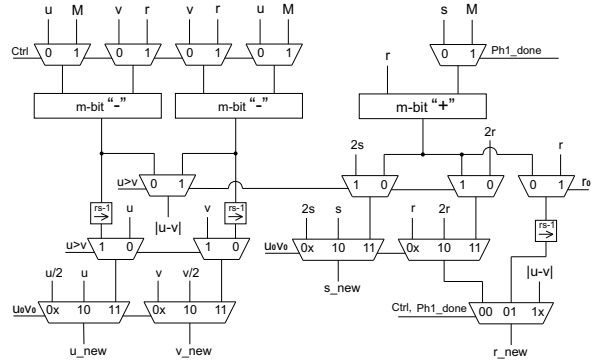 u M v r v r u M s M
Ctrl 0 1 0 1 0 1 0 1 r 0 1 Ph1_done
m-bit “-” m-bit “-” m-bit “+”
2s 2r r
u>v 0 1 1 0 1 0 0 1 r₀
rs-1 u |u-v| v rs-1 2s s r 2r rs-1
u>v 1 0 1 0 u₀v₀ 0x 10 11 0x 10 11
u/2 u v v/2 s_new |u-v|
u₀v₀ 0x 10 11 0x 10 11 Ctrl, Ph1_done 00 01 1x
u_new v_new r_new